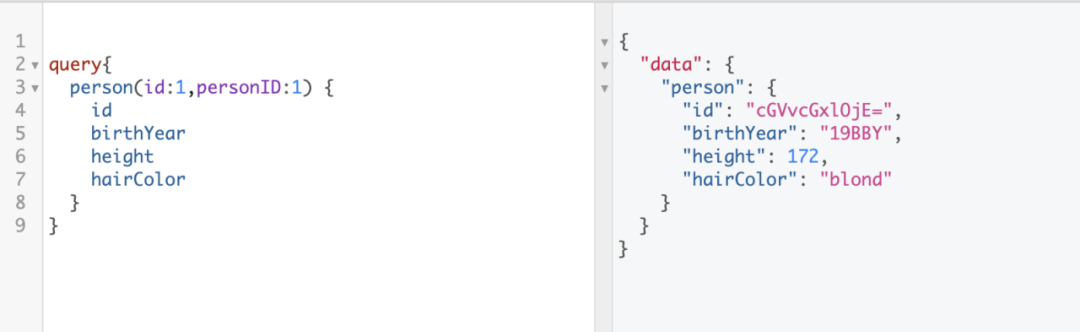 1
2 query{
3 person(id:1,personID:1) {
4 id
5 birthYear
6 height
7 hairColor
8 }
9 }
{
"data": {
"person": {
"id": "cGVvcGxlOjE=",
"birthYear": "19BBY",
"height": 172,
"hairColor": "blond"
}
}
}